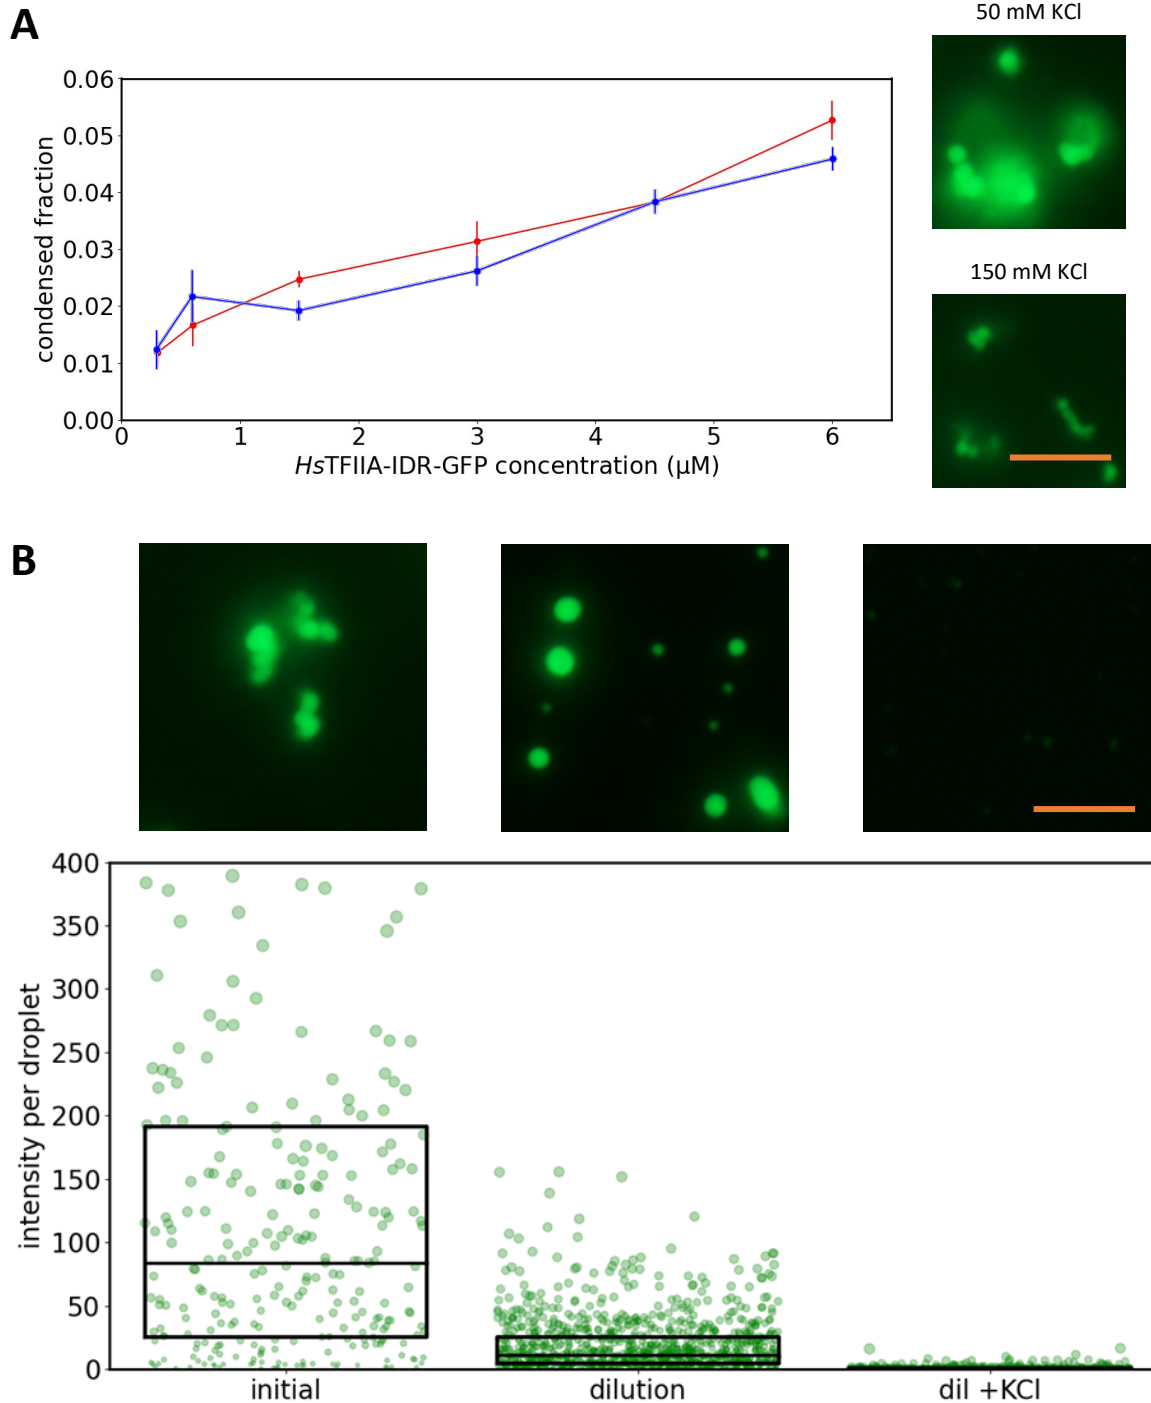 A
50 mM KCl
0.06
0.05
0.04
0.03
0.02
0.01
0.00
condensed fraction
0 1 2 3 4 5 6
HsTFIIA-IDR-GFP concentration (µM)
150 mM KCl
B
400
350
300
250
200
150
100
50
0
intensity per droplet
initial dilution dil +KCl